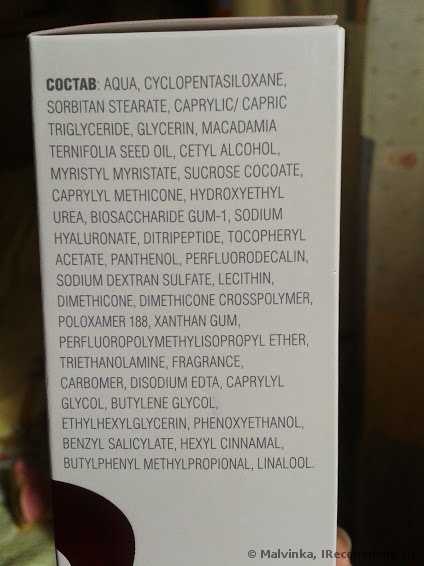 СОСТАВ: AQUA, CYCLOPENTASILOXANE,
SORBITAN STEARATE, CAPRYLIC/ CAPRIC
TRIGLYCERIDE, GLYCERIN, MACADAMIA
TERNIFOLIA SEED OIL, CETYL ALCOHOL,
MYRISTYL MYRISTATE, SUCROSE COCOATE,
CAPRYLYL METHICONE, HYDROXYETHYL
UREA, BIOSACCHARIDE GUM-1, SODIUM
HYALURONATE, DITRIPEPTIDE, TOCOPHERYL
ACETATE, PANTHENOL, PERFLUORODECALIN,
SODIUM DEXTRAN SULFATE, LECITHIN,
DIMETHICONE, DIMETHICONE CROSSPOLYMER,
POLOXAMER 188, XANTHAN GUM,
PERFLUOROPOLYMETHYLISOPROPYL ETHER,
TRIETHANOLAMINE, FRAGRANCE,
CARBOMER, DISODIUM EDTA, CAPRYLYL
GLYCOL, BUTYLENE GLYCOL,
ETHYLHEXYLGLYCERIN, PHENOXYETHANOL,
BENZYL SALICYLATE, HEXYL CINNAMAL,
BUTYLPHENYL METHYLPROPIONAL, LINALOOL.
© Malvinka,